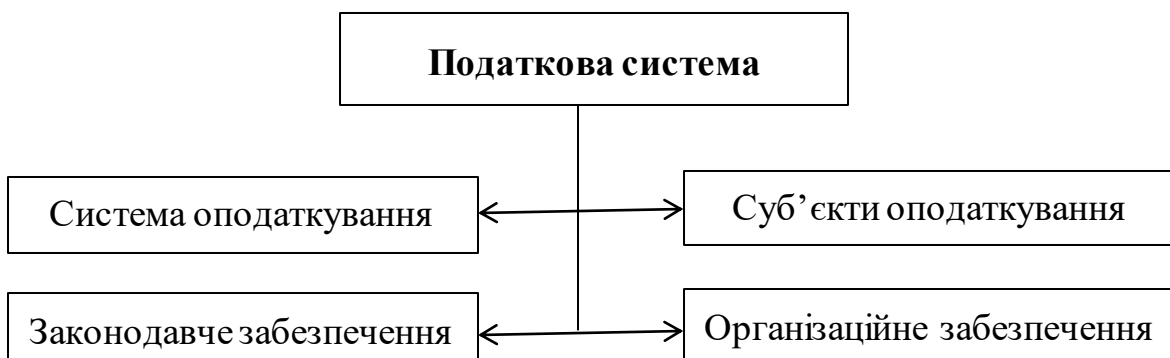 Податкова система
Система оподаткування
Суб’єкти оподаткування
Законодавче забезпечення
Організаційне забезпечення